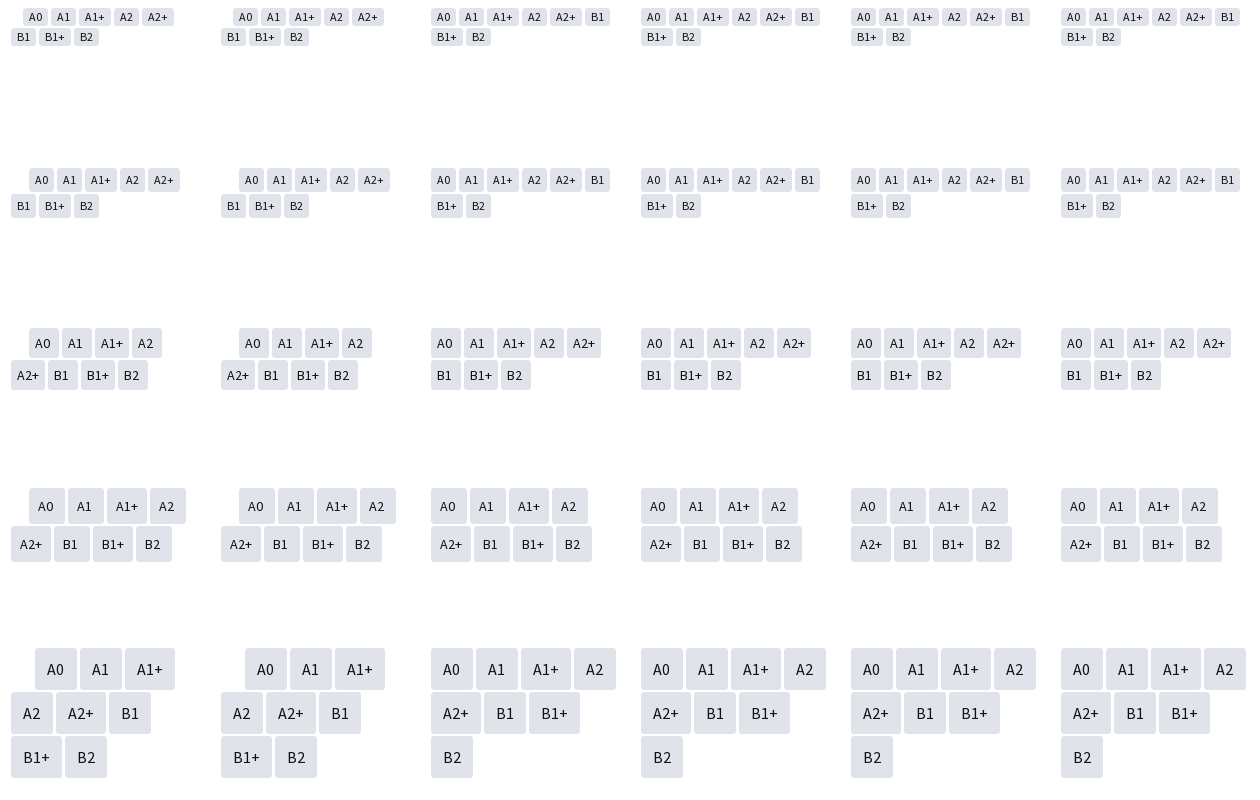 A0 A1 A1+ A2 A2+ A0 A1 A1+ A2 A2+ A0 A1 A1+ A2 A2+ B1 A0 A1 A1+ A2 A2+ B1 A0 A1 A1+ A2 A2+ B1 A0 A1 A1+ A2 A2+ B1
B1 B1+ B2 B1 B1+ B2 B1+ B2 B1+ B2 B1+ B2 B1+ B2
A0 A1 A1+ A2 A2+ A0 A1 A1+ A2 A2+ A0 A1 A1+ A2 A2+ B1 A0 A1 A1+ A2 A2+ B1 A0 A1 A1+ A2 A2+ B1 A0 A1 A1+ A2 A2+ B1
B1 B1+ B2 B1 B1+ B2 B1+ B2 B1+ B2 B1+ B2 B1+ B2
A0 A1 A1+ A2 A0 A1 A1+ A2 A0 A1 A1+ A2 A2+ A0 A1 A1+ A2 A2+ A0 A1 A1+ A2 A2+ A0 A1 A1+ A2 A2+
A2+ B1 B1+ B2 A2+ B1 B1+ B2 B1 B1+ B2 B1 B1+ B2 B1 B1+ B2 B1 B1+ B2
A0 A1 A1+ A2 A0 A1 A1+ A2 A0 A1 A1+ A2 A0 A1 A1+ A2 A0 A1 A1+ A2 A0 A1 A1+ A2
A2+ B1 B1+ B2 A2+ B1 B1+ B2 A2+ B1 B1+ B2 A2+ B1 B1+ B2 A2+ B1 B1+ B2 A2+ B1 B1+ B2
A0 A1 A1+ A0 A1 A1+ A0 A1 A1+ A2 A0 A1 A1+ A2 A0 A1 A1+ A2 A0 A1 A1+ A2
A2 A2+ B1 A2 A2+ B1 A2+ B1 B1+ A2+ B1 B1+ A2+ B1 B1+ A2+ B1 B1+
B1+ B2 B1+ B2 B2 B2 B2 B2